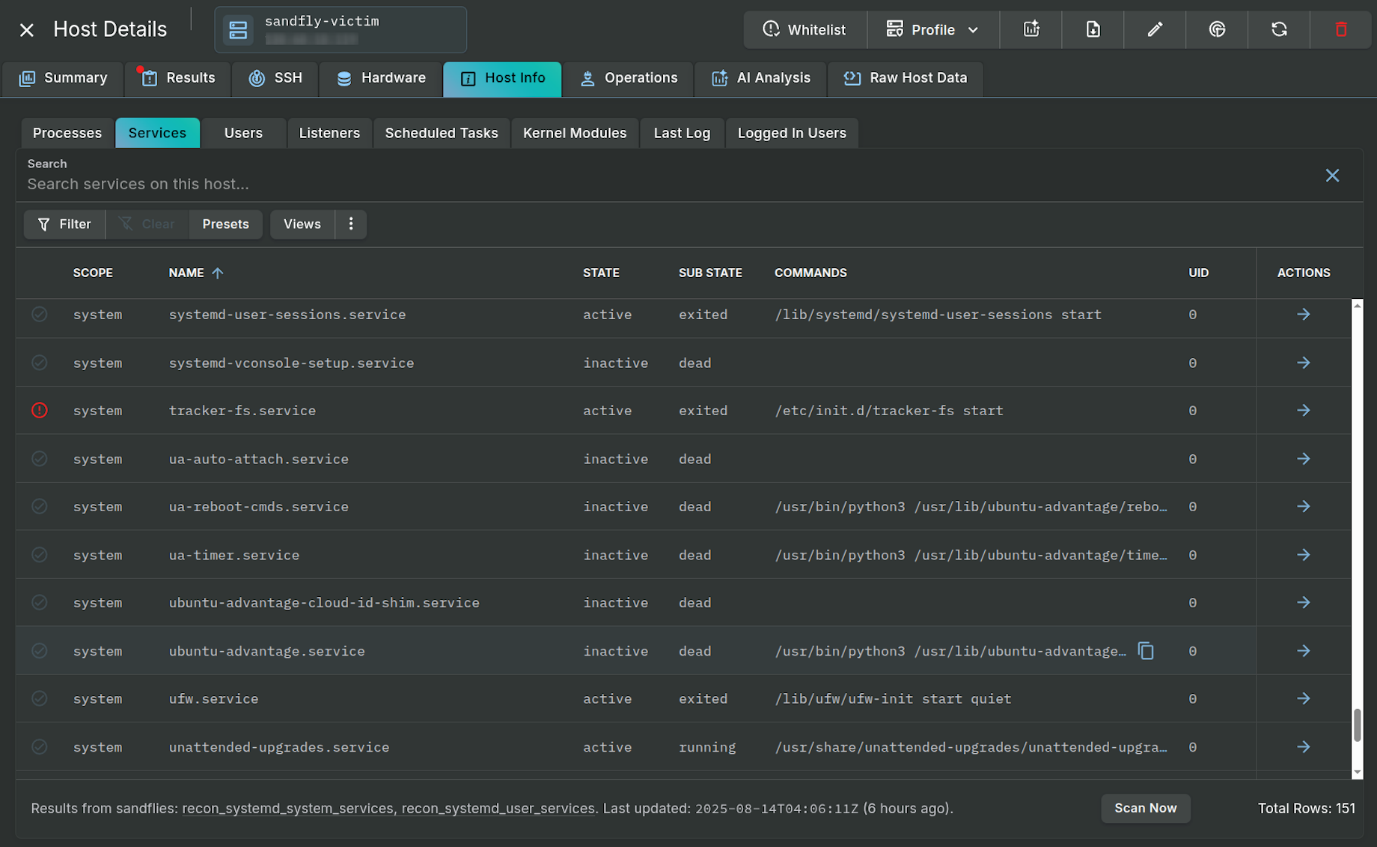 Host Details
sandfly-victim
Whitelist
Profile
Summary
Results
SSH
Hardware
Host Info
Operations
AI Analysis
Raw Host Data
Processes
Services
Users
Listeners
Scheduled Tasks
Kernel Modules
Last Log
Logged In Users
Search
Search services on this host...
Filter
Clear
Presets
Views
SCOPE NAME STATE SUB STATE COMMANDS UID ACTIONS
system systemd-user-sessions.service active exited /lib/systemd/systemd-user-sessions start 0
system systemd-vconsole-setup.service inactive dead 0
system tracker-fs.service active exited /etc/init.d/tracker-fs start 0
system ua-auto-attach.service inactive dead 0
system ua-reboot-cmds.service inactive dead /usr/bin/python3 /usr/lib/ubuntu-advantage/rebo… 0
system ua-timer.service inactive dead /usr/bin/python3 /usr/lib/ubuntu-advantage/time… 0
system ubuntu-advantage-cloud-id-shim.service inactive dead 0
system ubuntu-advantage.service inactive dead /usr/bin/python3 /usr/lib/ubuntu-advantage… 0
system ufw.service active exited /lib/ufw/ufw-init start quiet 0
system unattended-upgrades.service active running /usr/share/unattended-upgrades/unattended-upgra… 0
Results from sandflies: recon_systemd_system_services, recon_systemd_user_services. Last updated: 2025-08-14T04:06:11Z (6 hours ago).
Scan Now
Total Rows: 151